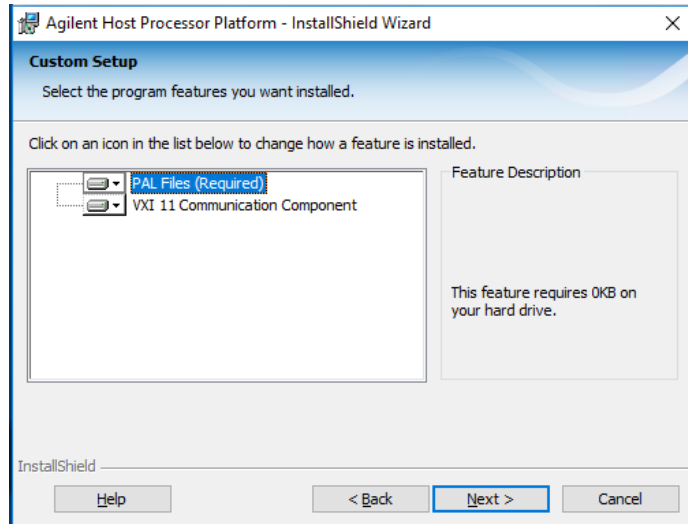 Agilent Host Processor Platform - InstallShield Wizard
Custom Setup
Select the program features you want installed.
Click on an icon in the list below to change how a feature is installed.
PAL Files (Required)
VXI 11 Communication Component
Feature Description
This feature requires 0KB on
your hard drive.
InstallShield
Help
< Back
Next >
Cancel